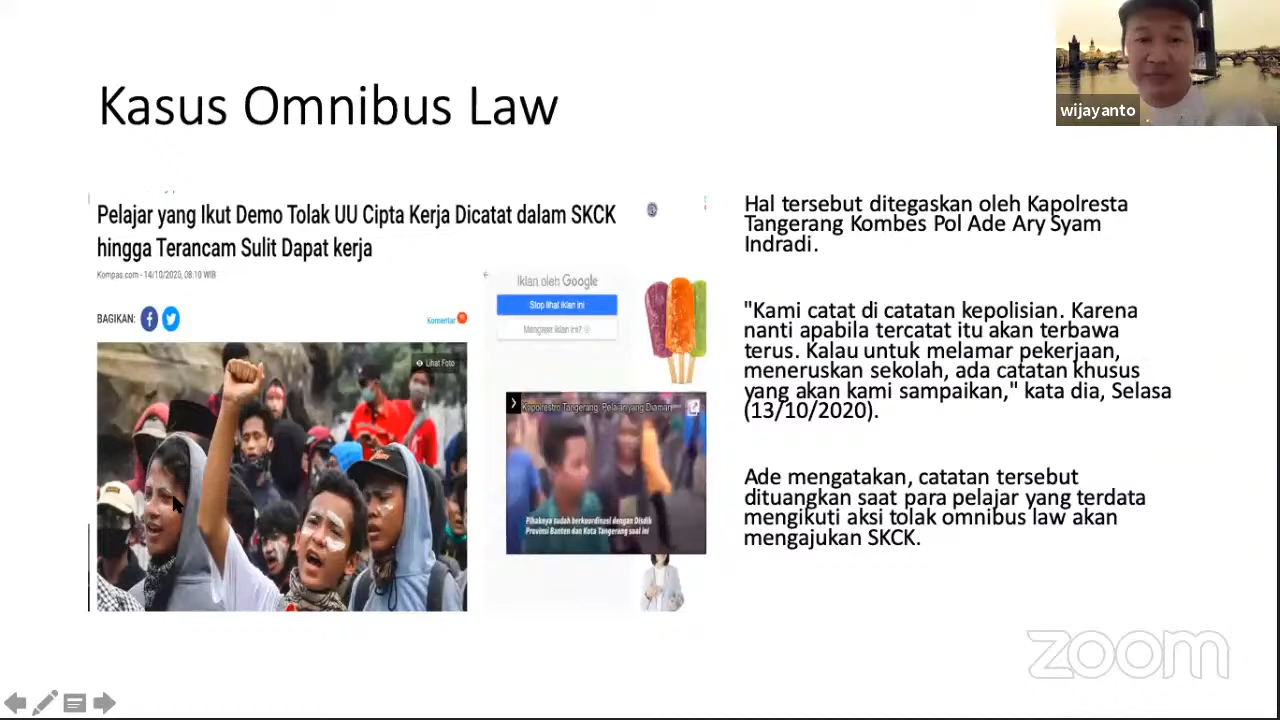 wijayanto
Kasus Omnibus Law
Pelajar yang Ikut Demo Tolak UU Cipta Kerja Dicatat dalam SKCK
hingga Terancam Sulit Dapat kerja
Kompas.com - 14/10/2020, 08:10 WIB
BAGIKAN:
Komentar
Lihat Foto
Iklan oleh Google
Stop lihat iklan ini
Mengapa iklan ini?
Kapolrestro Tangerang: Pelajar yang Diaman
Pihaknya sudah berkoordinasi dengan Disdik
Provinsi Banten dan Kota Tangerang saat ini
Hal tersebut ditegaskan oleh Kapolresta
Tangerang Kombes Pol Ade Ary Syam
Indradi.
"Kami catat di catatan kepolisian. Karena
nanti apabila tercatat itu akan terbawa
terus. Kalau untuk melamar pekerjaan,
meneruskan sekolah, ada catatan khusus
yang akan kami sampaikan," kata dia, Selasa
(13/10/2020).
Ade mengatakan, catatan tersebut
dituangkan saat para pelajar yang terdata
mengikuti aksi tolak omnibus law akan
mengajukan SKCK.
zoom